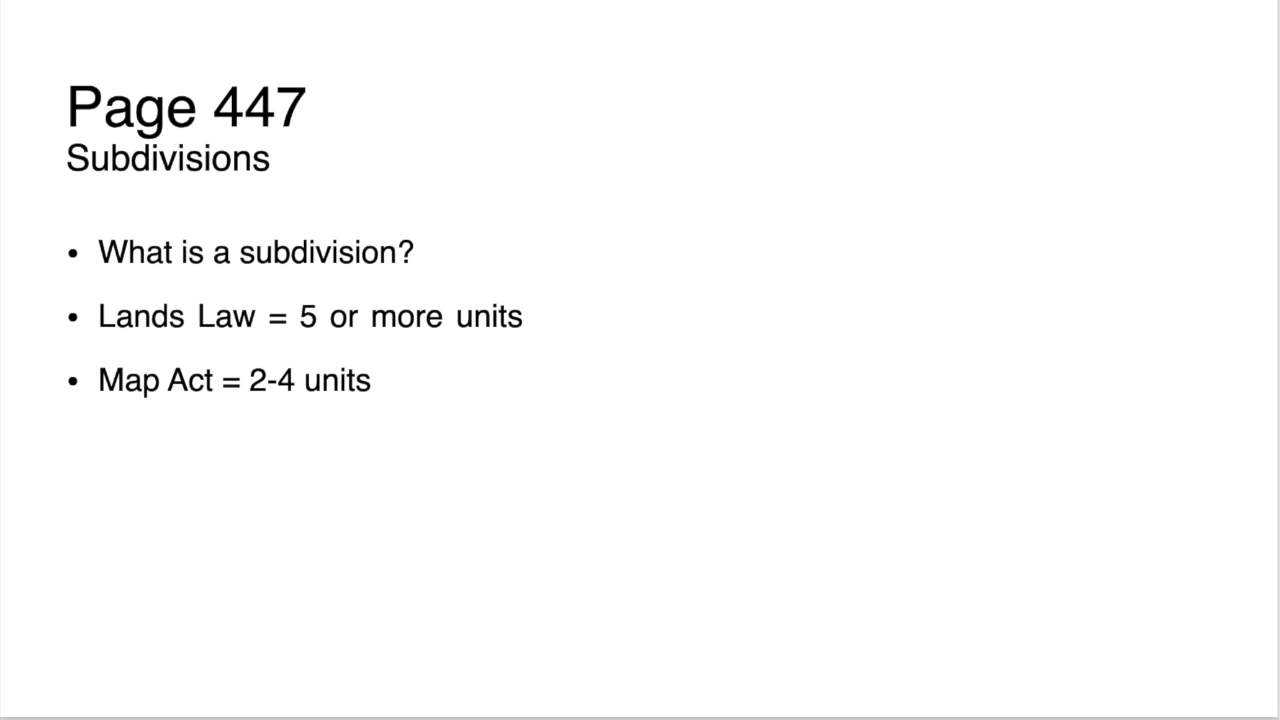 Page 447
Subdivisions
• What is a subdivision?
• Lands Law = 5 or more units
• Map Act = 2-4 units